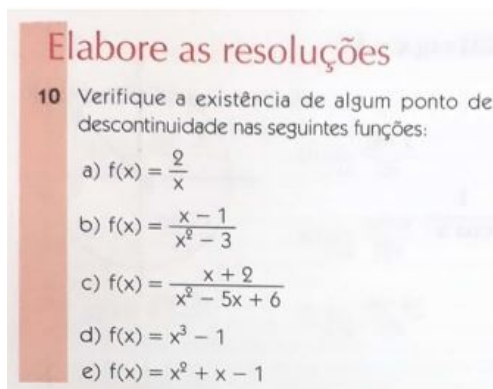 Elabore as resoluções
10 Verifique a existência de algum ponto de
descontinuidade nas seguintes funções:
a) f(x) = 2/x
b) f(x) = (x − 1)/(x² − 3)
c) f(x) = (x + 2)/(x² − 5x + 6)
d) f(x) = x³ − 1
e) f(x) = x² + x − 1